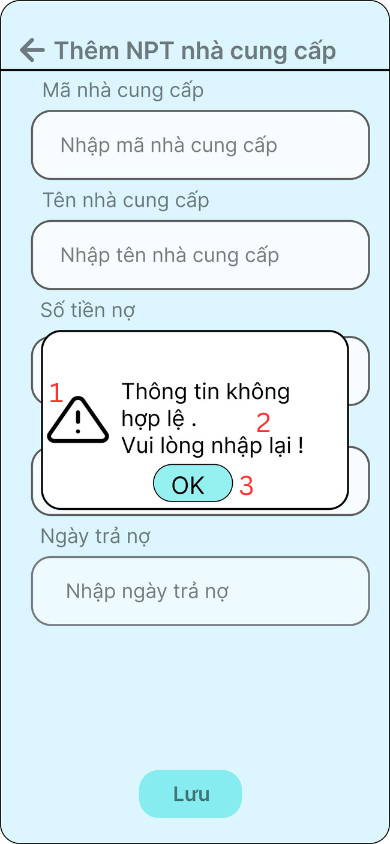 Thêm NPT nhà cung cấp
Mã nhà cung cấp
Nhập mã nhà cung cấp
Tên nhà cung cấp
Nhập tên nhà cung cấp
Số tiền nợ
1
Thông tin không
hợp lệ .
2
Vui lòng nhập lại !
OK
3
Ngày trả nợ
Nhập ngày trả nợ
Lưu